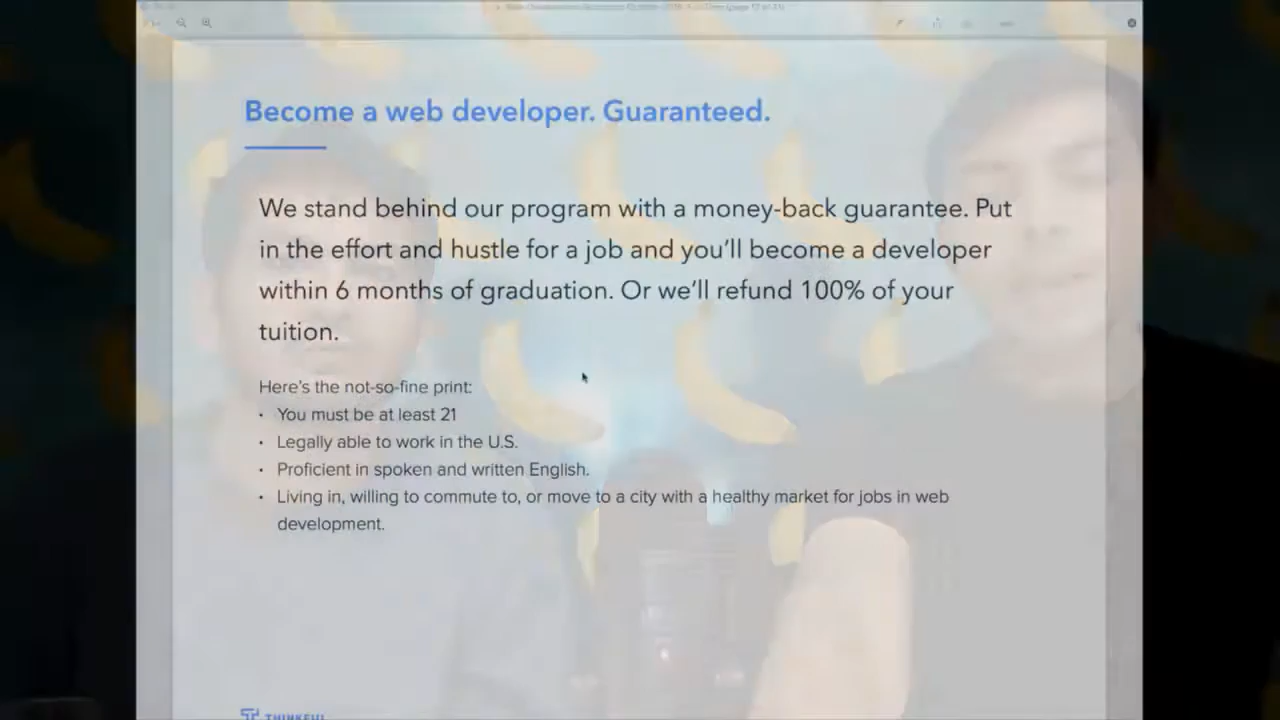 Become a web developer. Guaranteed.
We stand behind our program with a money-back guarantee. Put
in the effort and hustle for a job and you'll become a developer
within 6 months of graduation. Or we'll refund 100% of your
tuition.
Here's the not-so-fine print:
• You must be at least 21
• Legally able to work in the U.S.
• Proficient in spoken and written English.
• Living in, willing to commute to, or move to a city with a healthy market for jobs in web
development.
THINKFUL